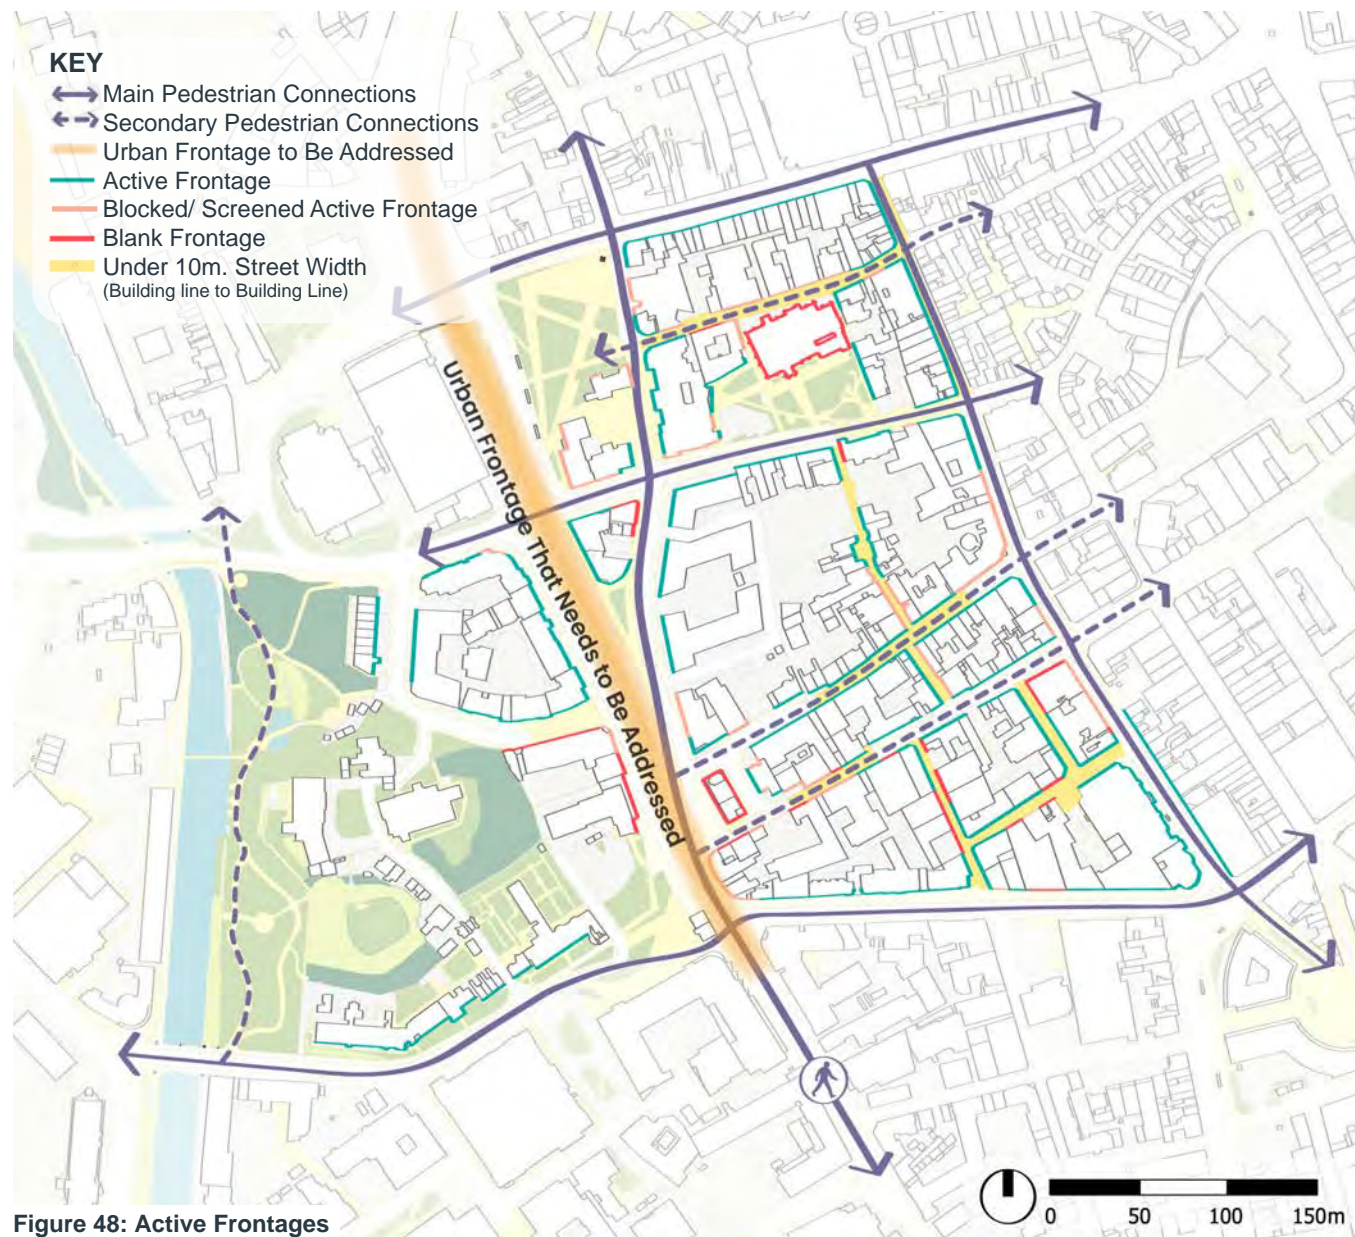 KEY
Main Pedestrian Connections
Secondary Pedestrian Connections
Urban Frontage to Be Addressed
Active Frontage
Blocked/ Screened Active Frontage
Blank Frontage
Under 10m. Street Width
(Building line to Building Line)
Urban Frontage That Needs to Be Addressed
0 50 100 150m
Figure 48: Active Frontages